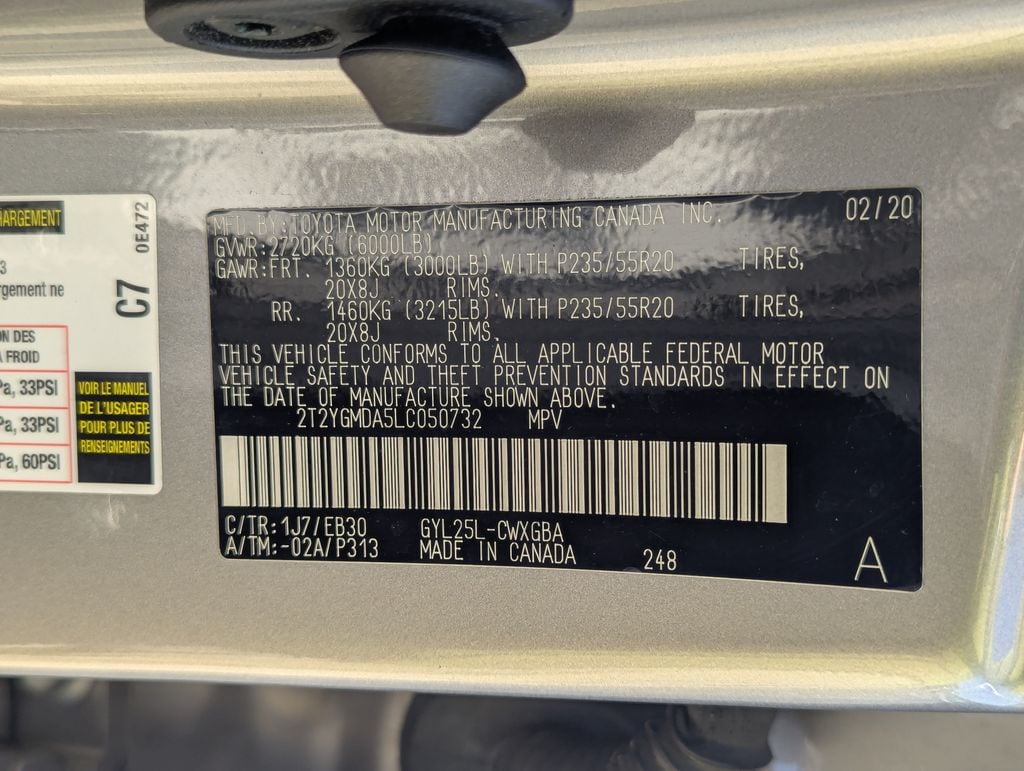 HARGEMENT
3
rgement ne
C7
0E472
ON DES
A FROID
Pa, 33PSI
Pa, 33PSI
Pa, 60PSI
VOIR LE MANUEL
DE L'USAGER
POUR PLUS DE
RENSEIGNEMENTS
MFD. BY: TOYOTA MOTOR MANUFACTURING CANADA INC. 02/20
GVWR: 2720KG (6000LB)
GAWR: FRT. 1360KG (3000LB) WITH P235/55R20 TIRES,
20X8J RIMS.
RR. 1460KG (3215LB) WITH P235/55R20 TIRES,
20X8J RIMS.
THIS VEHICLE CONFORMS TO ALL APPLICABLE FEDERAL MOTOR
VEHICLE SAFETY AND THEFT PREVENTION STANDARDS IN EFFECT ON
THE DATE OF MANUFACTURE SHOWN ABOVE.
2T2YGMDA5LC050732 MPV
C/TR: 1J7/EB30 GYL25L-CWXGBA
A/TM: -02A/P313 MADE IN CANADA 248
A